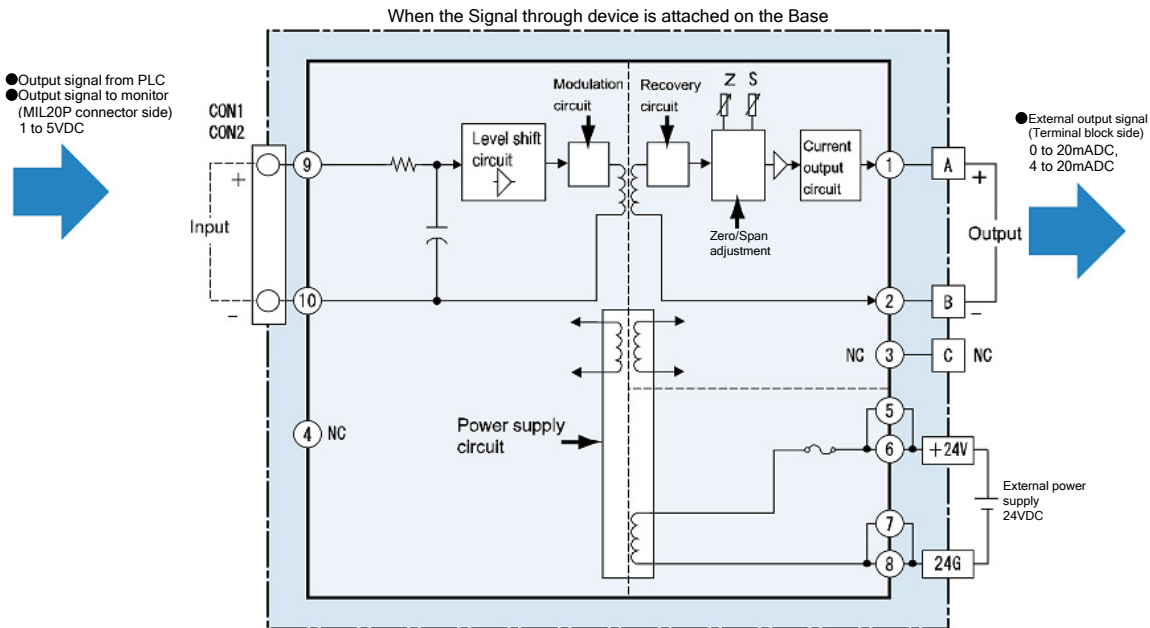 When the Signal through device is attached on the Base
●Output signal from PLC
●Output signal to monitor
(MIL20P connector side)
1 to 5VDC
CON1
CON2
Modulation
circuit
Recovery
circuit
Z S
Level shift
circuit
Current
output
circuit
●External output signal
(Terminal block side)
0 to 20mADC,
4 to 20mADC
9
1
A
+
+
Input
Zero/Span
adjustment
Output
10
2
B
−
−
NC
3
C
NC
4
NC
Power supply
circuit
5
6
+24V
External power
supply
24VDC
7
8
24G